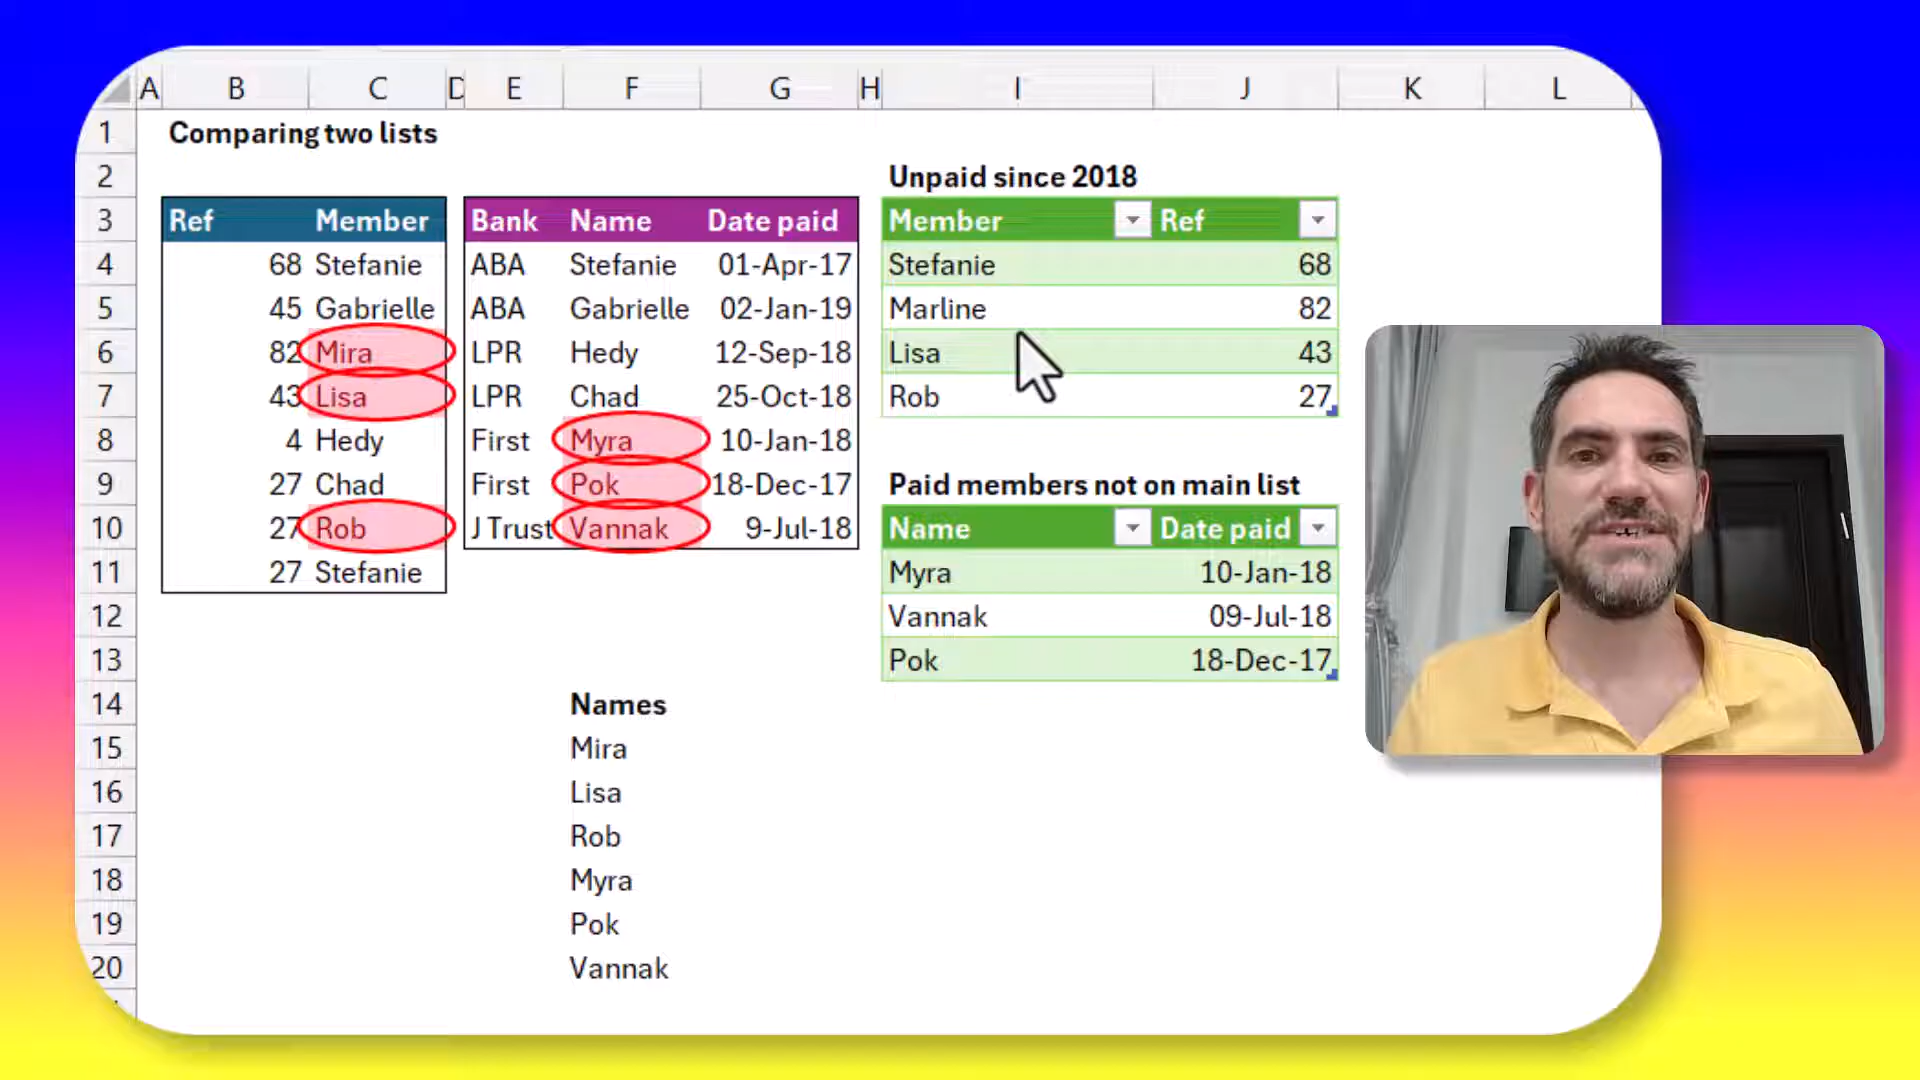 A B C D E F G H I J K L
1 Comparing two lists
2 Unpaid since 2018
3 Ref Member Bank Name Date paid Member Ref
4 68 Stefanie ABA Stefanie 01-Apr-17 Stefanie 68
5 45 Gabrielle ABA Gabrielle 02-Jan-19 Marline 82
6 82 Mira LPR Hedy 12-Sep-18 Lisa 43
7 43 Lisa LPR Chad 25-Oct-18 Rob 27
8 4 Hedy First Myra 10-Jan-18
9 27 Chad First Pok 18-Dec-17 Paid members not on main list
10 27 Rob J Trust Vannak 9-Jul-18 Name Date paid
11 27 Stefanie Myra 10-Jan-18
12 Vannak 09-Jul-18
13 Pok 18-Dec-17
14 Names
15 Mira
16 Lisa
17 Rob
18 Myra
19 Pok
20 Vannak